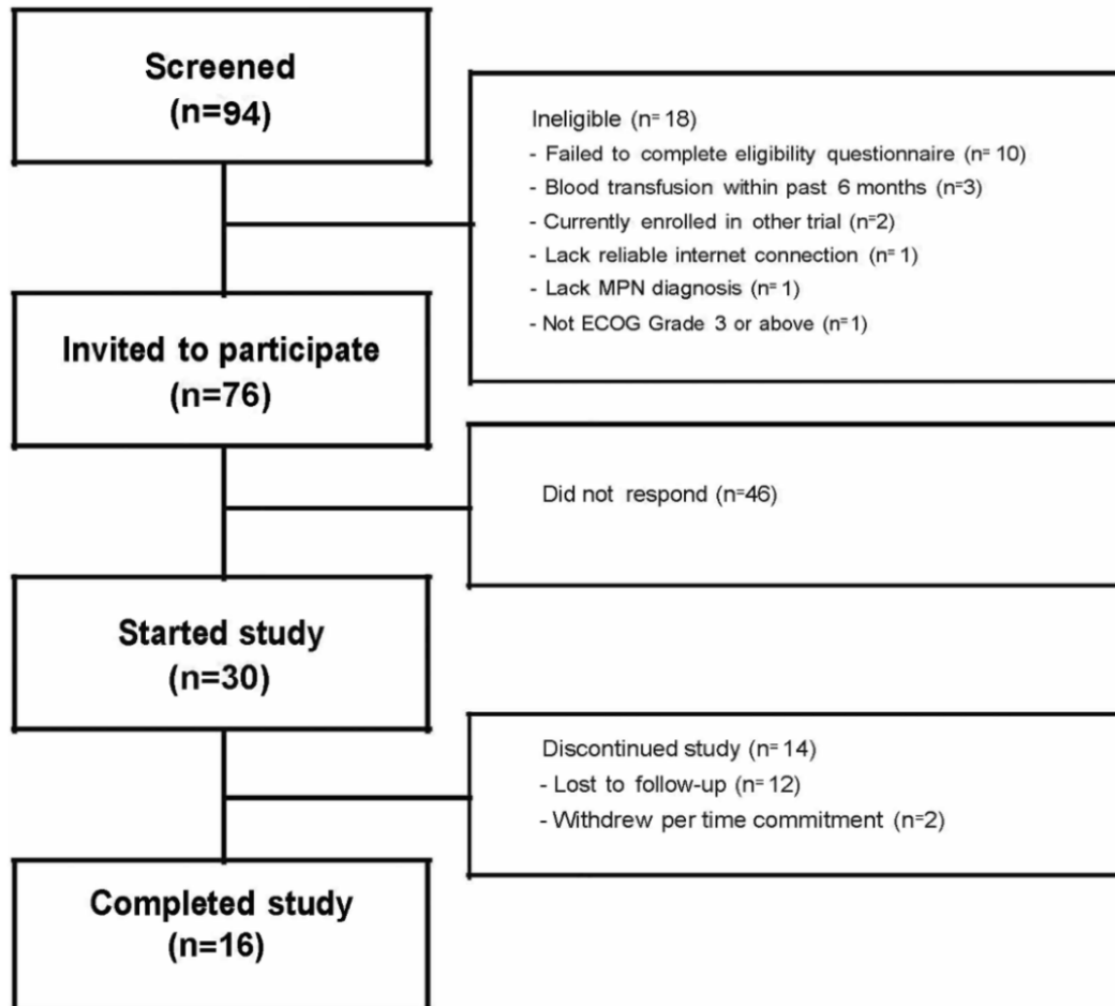 Screened
(n=94)
Ineligible (n= 18)
- Failed to complete eligibility questionnaire (n= 10)
- Blood transfusion within past 6 months (n=3)
- Currently enrolled in other trial (n=2)
- Lack reliable internet connection (n= 1)
- Lack MPN diagnosis (n= 1)
- Not ECOG Grade 3 or above (n=1)
Invited to participate
(n=76)
Did not respond (n=46)
Started study
(n=30)
Discontinued study (n= 14)
- Lost to follow-up (n= 12)
- Withdrew per time commitment (n=2)
Completed study
(n=16)